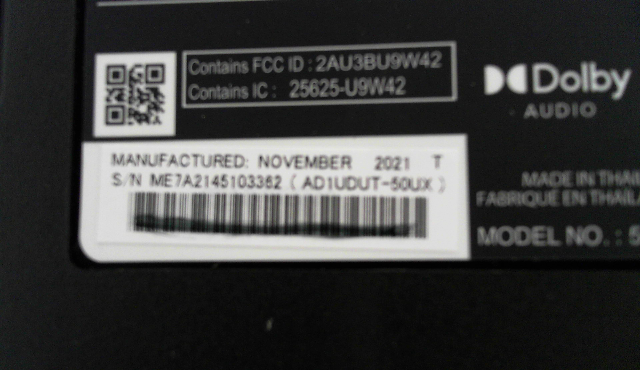 Contains FCC ID : 2AU3BU9W42
Contains IC : 25625-U9W42
Dolby
AUDIO
MANUFACTURED: NOVEMBER 2021 T
S/N ME7A2145103362 ( AD1UDUT-50UX )
MADE IN THAI
FABRIQUÉ EN THAÏL
MODEL NO. : 5